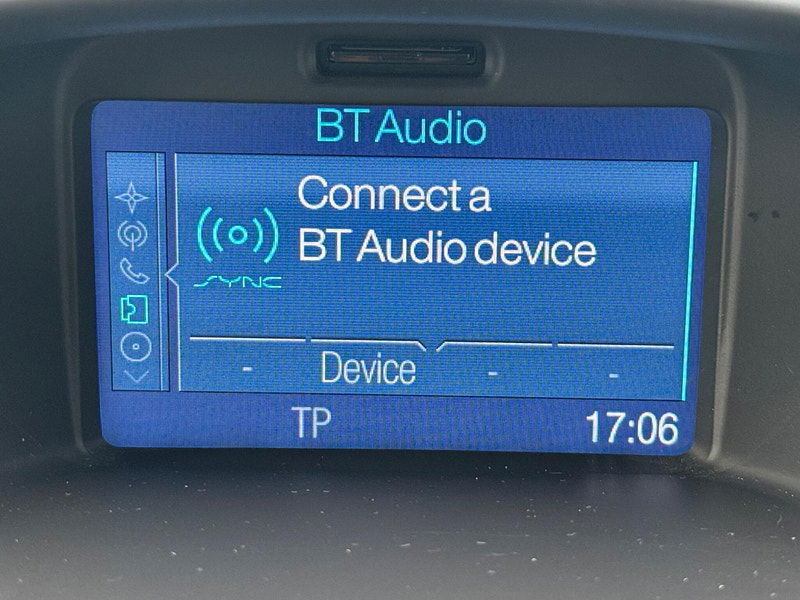 BT Audio
Connect a
BT Audio device
SYNC
- Device - -
TP 17:06